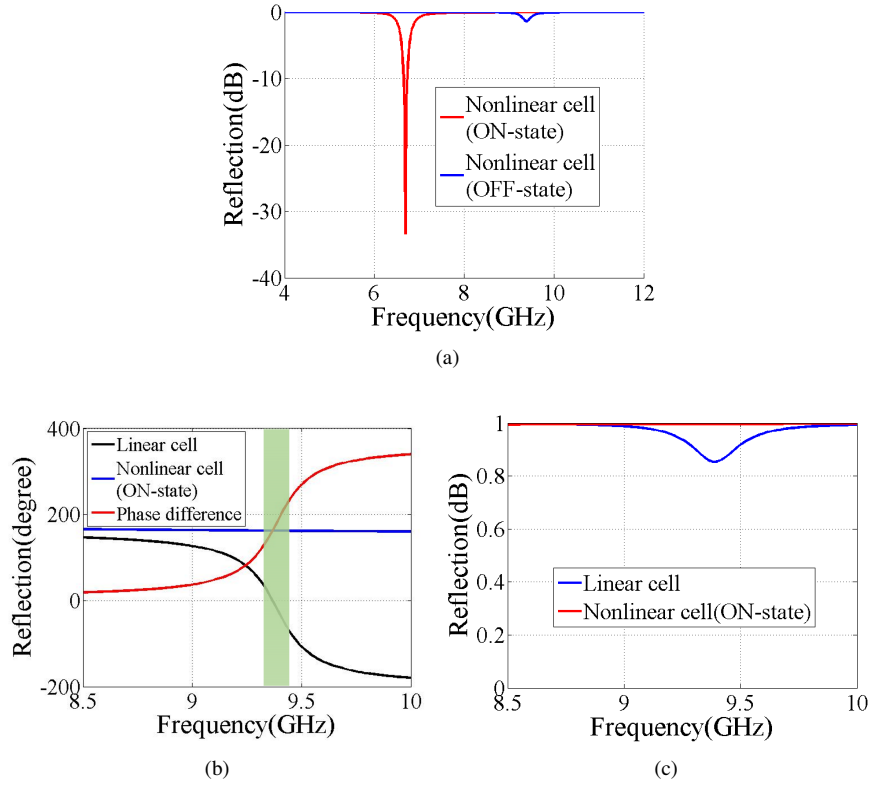 0
-10
-20
-30
-40
4
6
8
10
12
Reflection(dB)
Frequency(GHz)
Nonlinear cell
(ON-state)
Nonlinear cell
(OFF-state)
(a)
400
200
0
-200
8.5
9
9.5
10
Reflection(degree)
Frequency(GHz)
Linear cell
Nonlinear cell
(ON-state)
Phase difference
(b)
1
0.8
0.6
0.4
0.2
0
8.5
9
9.5
10
Reflection(dB)
Frequency(GHz)
Linear cell
Nonlinear cell(ON-state)
(c)